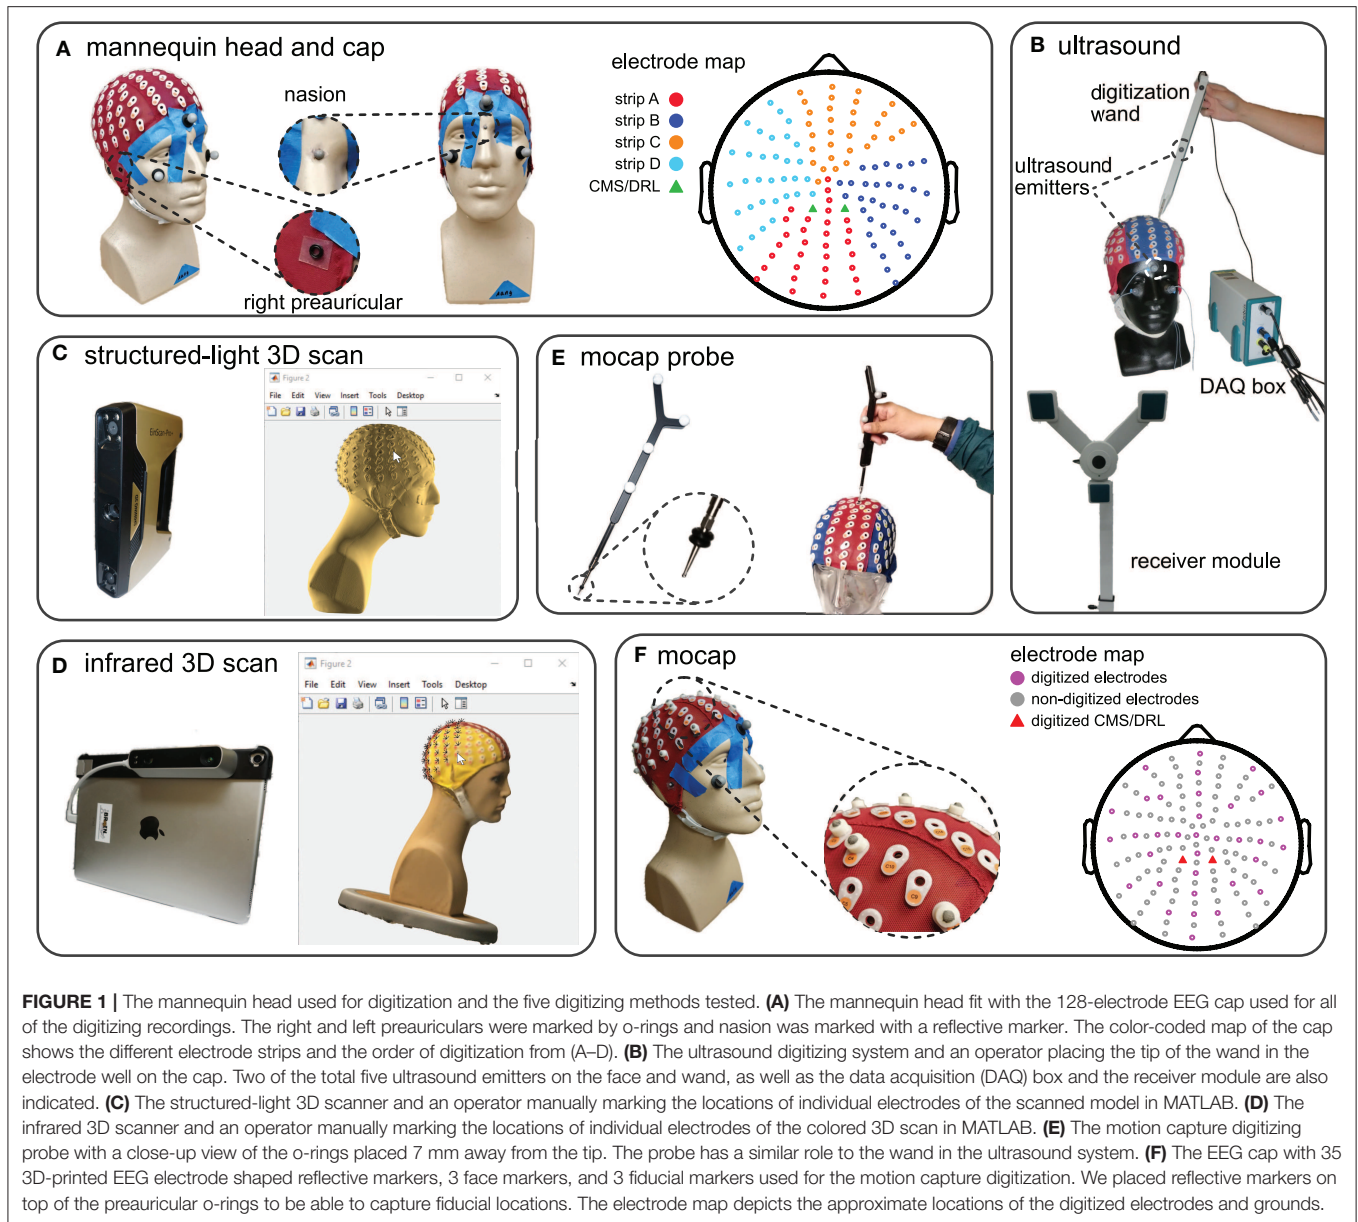 A mannequin head and cap
nasion
right preauricular
electrode map
strip A
strip B
strip C
strip D
CMS/DRL
B ultrasound
digitization
wand
ultrasound
emitters
DAQ box
receiver module
C structured-light 3D scan
EinScan-Pro+
Figure 2
File Edit View Insert Tools Desktop
E mocap probe
D infrared 3D scan
Figure 2
File Edit View Insert Tools Desktop
F mocap
electrode map
digitized electrodes
non-digitized electrodes
digitized CMS/DRL
FIGURE 1 | The mannequin head used for digitization and the five digitizing methods tested. (A) The mannequin head fit with the 128-electrode EEG cap used for all
of the digitizing recordings. The right and left preauriculars were marked by o-rings and nasion was marked with a reflective marker. The color-coded map of the cap
shows the different electrode strips and the order of digitization from (A–D). (B) The ultrasound digitizing system and an operator placing the tip of the wand in the
electrode well on the cap. Two of the total five ultrasound emitters on the face and wand, as well as the data acquisition (DAQ) box and the receiver module are also
indicated. (C) The structured-light 3D scanner and an operator manually marking the locations of individual electrodes of the scanned model in MATLAB. (D) The
infrared 3D scanner and an operator manually marking the locations of individual electrodes of the colored 3D scan in MATLAB. (E) The motion capture digitizing
probe with a close-up view of the o-rings placed 7 mm away from the tip. The probe has a similar role to the wand in the ultrasound system. (F) The EEG cap with 35
3D-printed EEG electrode shaped reflective markers, 3 face markers, and 3 fiducial markers used for the motion capture digitization. We placed reflective markers on
top of the preauricular o-rings to be able to capture fiducial locations. The electrode map depicts the approximate locations of the digitized electrodes and grounds.